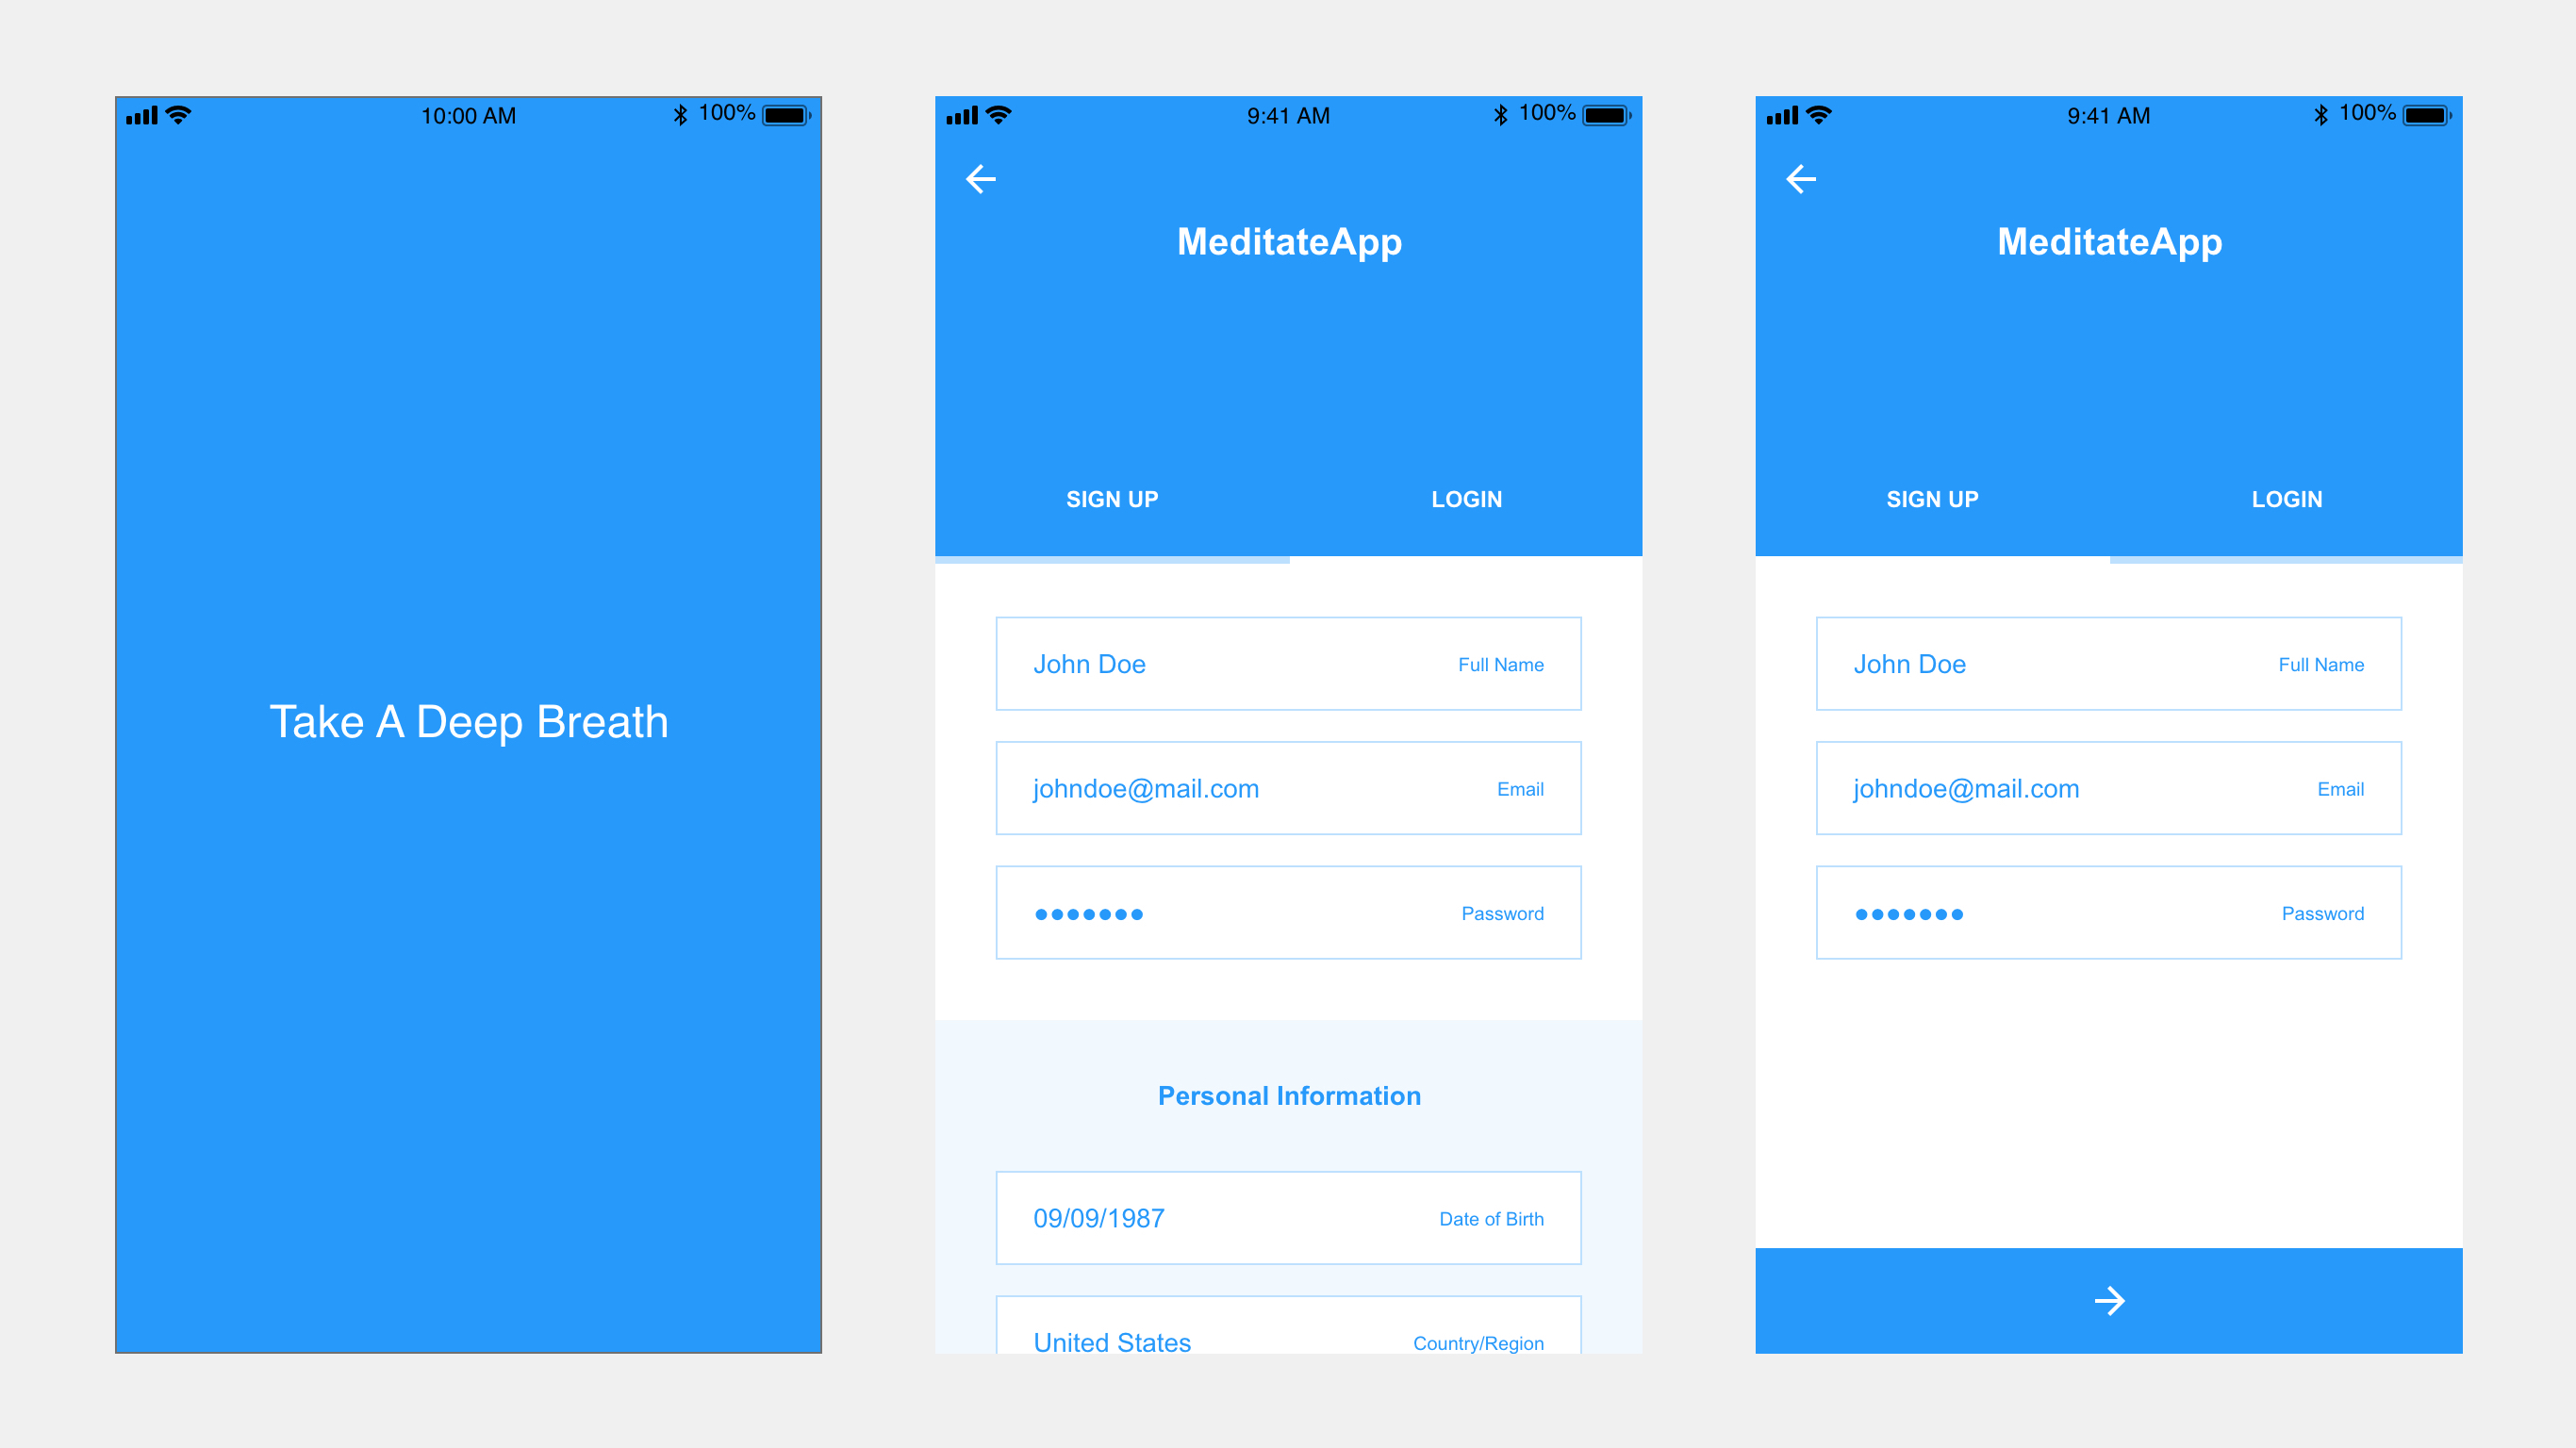 10:00 AM
100%
Take A Deep Breath
9:41 AM
100%
MeditateApp
SIGN UP
LOGIN
John Doe
Full Name
johndoe@mail.com
Email
•••••••
Password
Personal Information
09/09/1987
Date of Birth
United States
Country/Region
9:41 AM
100%
MeditateApp
SIGN UP
LOGIN
John Doe
Full Name
johndoe@mail.com
Email
•••••••
Password